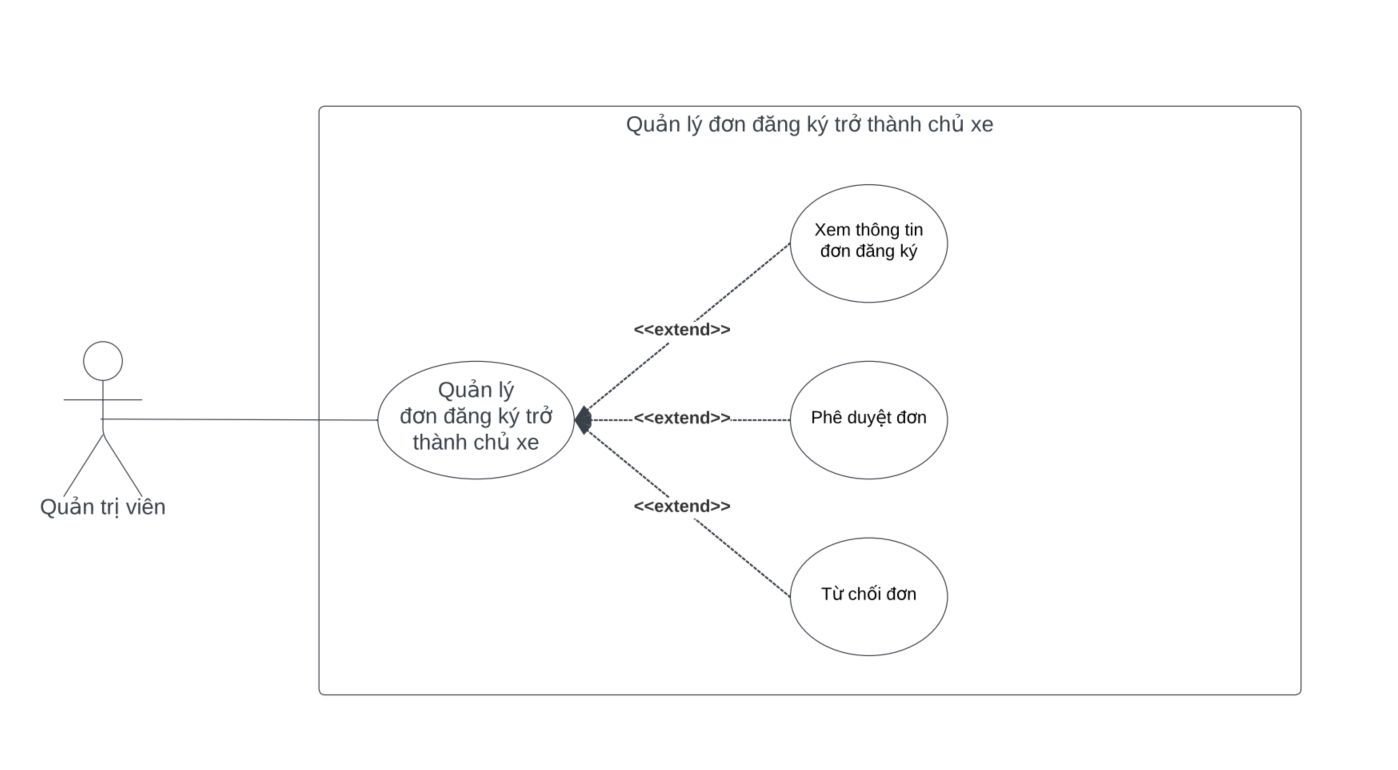 Quản lý đơn đăng ký trở thành chủ xe
Xem thông tin
đơn đăng ký
<<extend>>
Quản lý
đơn đăng ký trở
thành chủ xe
<<extend>>
Phê duyệt đơn
Quản trị viên
<<extend>>
Từ chối đơn